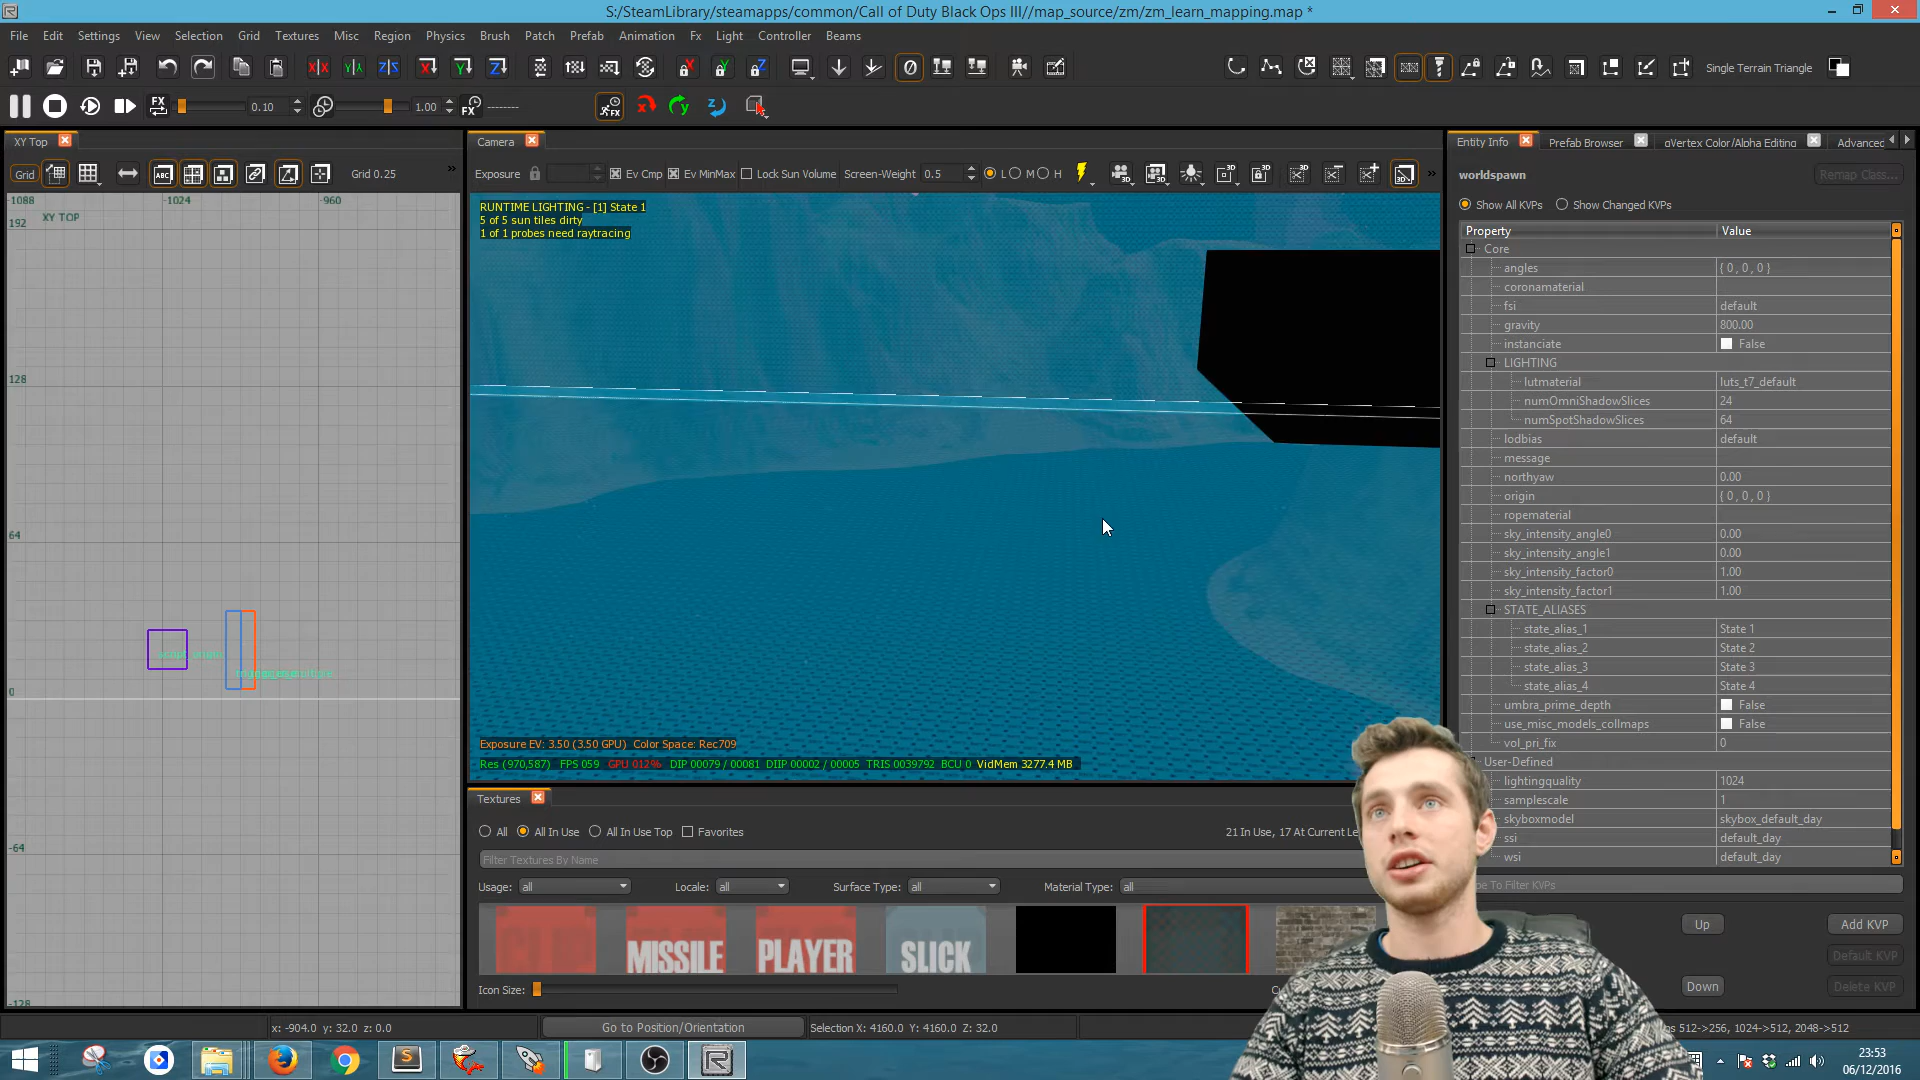 S:/SteamLibrary/steamapps/common/Call of Duty Black Ops III//map_source/zm/zm_learn_mapping.map *
File Edit Settings View Selection Grid Textures Misc Region Physics Brush Patch Prefab Animation Fx Light Controller Beams
Single Terrain Triangle
FX 0.10 1.00 FX --------
XY Top
Camera
Entity Info Prefab Browser gVertex Color/Alpha Editing Advanced
Grid ABC Grid 0.25
Exposure Ev Cmp Ev MinMax Lock Sun Volume Screen-Weight 0.5 L M H
worldspawn Remap Class...
-1088 -1024 -960
XY TOP
192
128
64
0
-64
-128
RUNTIME LIGHTING - [1] State 1
5 of 5 sun tiles dirty
1 of 1 probes need raytracing
Exposure EV: 3.50 (3.50 GPU) Color Space: Rec709
Res (970,587) FPS 059 GPU 012% DIP 00079 / 00081 DIIP 00002 / 00005 TRIS 0039792 BCU 0 VidMem 3277.4 MB
Show All KVPs Show Changed KVPs
Property Value
Core
angles { 0 , 0 , 0 }
coronamaterial
fsi default
gravity 800.00
instanciate False
LIGHTING
lutmaterial luts_t7_default
numOmniShadowSlices 24
numSpotShadowSlices 64
lodbias default
message
northyaw 0.00
origin { 0 , 0 , 0 }
ropematerial
sky_intensity_angle0 0.00
sky_intensity_angle1 0.00
sky_intensity_factor0 1.00
sky_intensity_factor1 1.00
STATE_ALIASES
state_alias_1 State 1
state_alias_2 State 2
state_alias_3 State 3
state_alias_4 State 4
umbra_prime_depth False
use_misc_models_collmaps False
vol_pri_fix 0
User-Defined
lightingquality 1024
samplescale 1
skyboxmodel skybox_default_day
ssi default_day
wsi default_day
To Filter KVPs
Up Add KVP
Default KVP
Down Delete KVP
Textures
All All In Use All In Use Top Favorites 21 In Use, 17 At Current
Filter Textures By Name
Usage: all Locale: all Surface Type: all Material Type: all
CLIP MISSILE PLAYER SLICK
Icon Size:
x: -904.0 y: 32.0 z: 0.0 Go to Position/Orientation Selection X: 4160.0 Y: 4160.0 Z: 32.0 512->256, 1024->512, 2048->512
23:53
06/12/2016